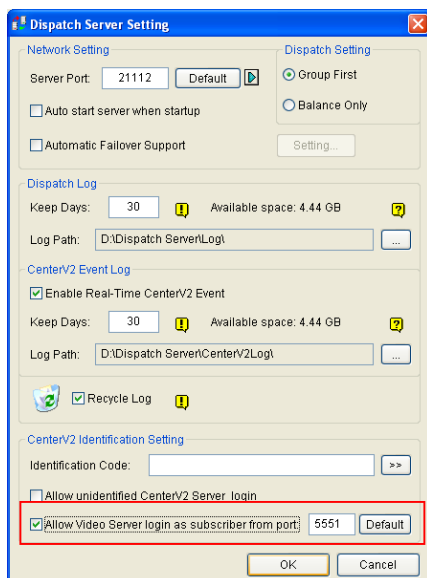 Dispatch Server Setting
Network Setting
Server Port: 21112 Default
Auto start server when startup
Automatic Failover Support
Dispatch Setting
Group First
Balance Only
Setting...
Dispatch Log
Keep Days: 30 ! Available space: 4.44 GB ?
Log Path: D:\Dispatch Server\Log\ ...
CenterV2 Event Log
Enable Real-Time CenterV2 Event
Keep Days: 30 ! Available space: 4.44 GB ?
Log Path: D:\Dispatch Server\CenterV2Log\ ...
Recycle Log !
CenterV2 Identification Setting
Identification Code: >>
Allow unidentified CenterV2 Server login
Allow Video Server login as subscriber from port: 5551 Default
OK Cancel